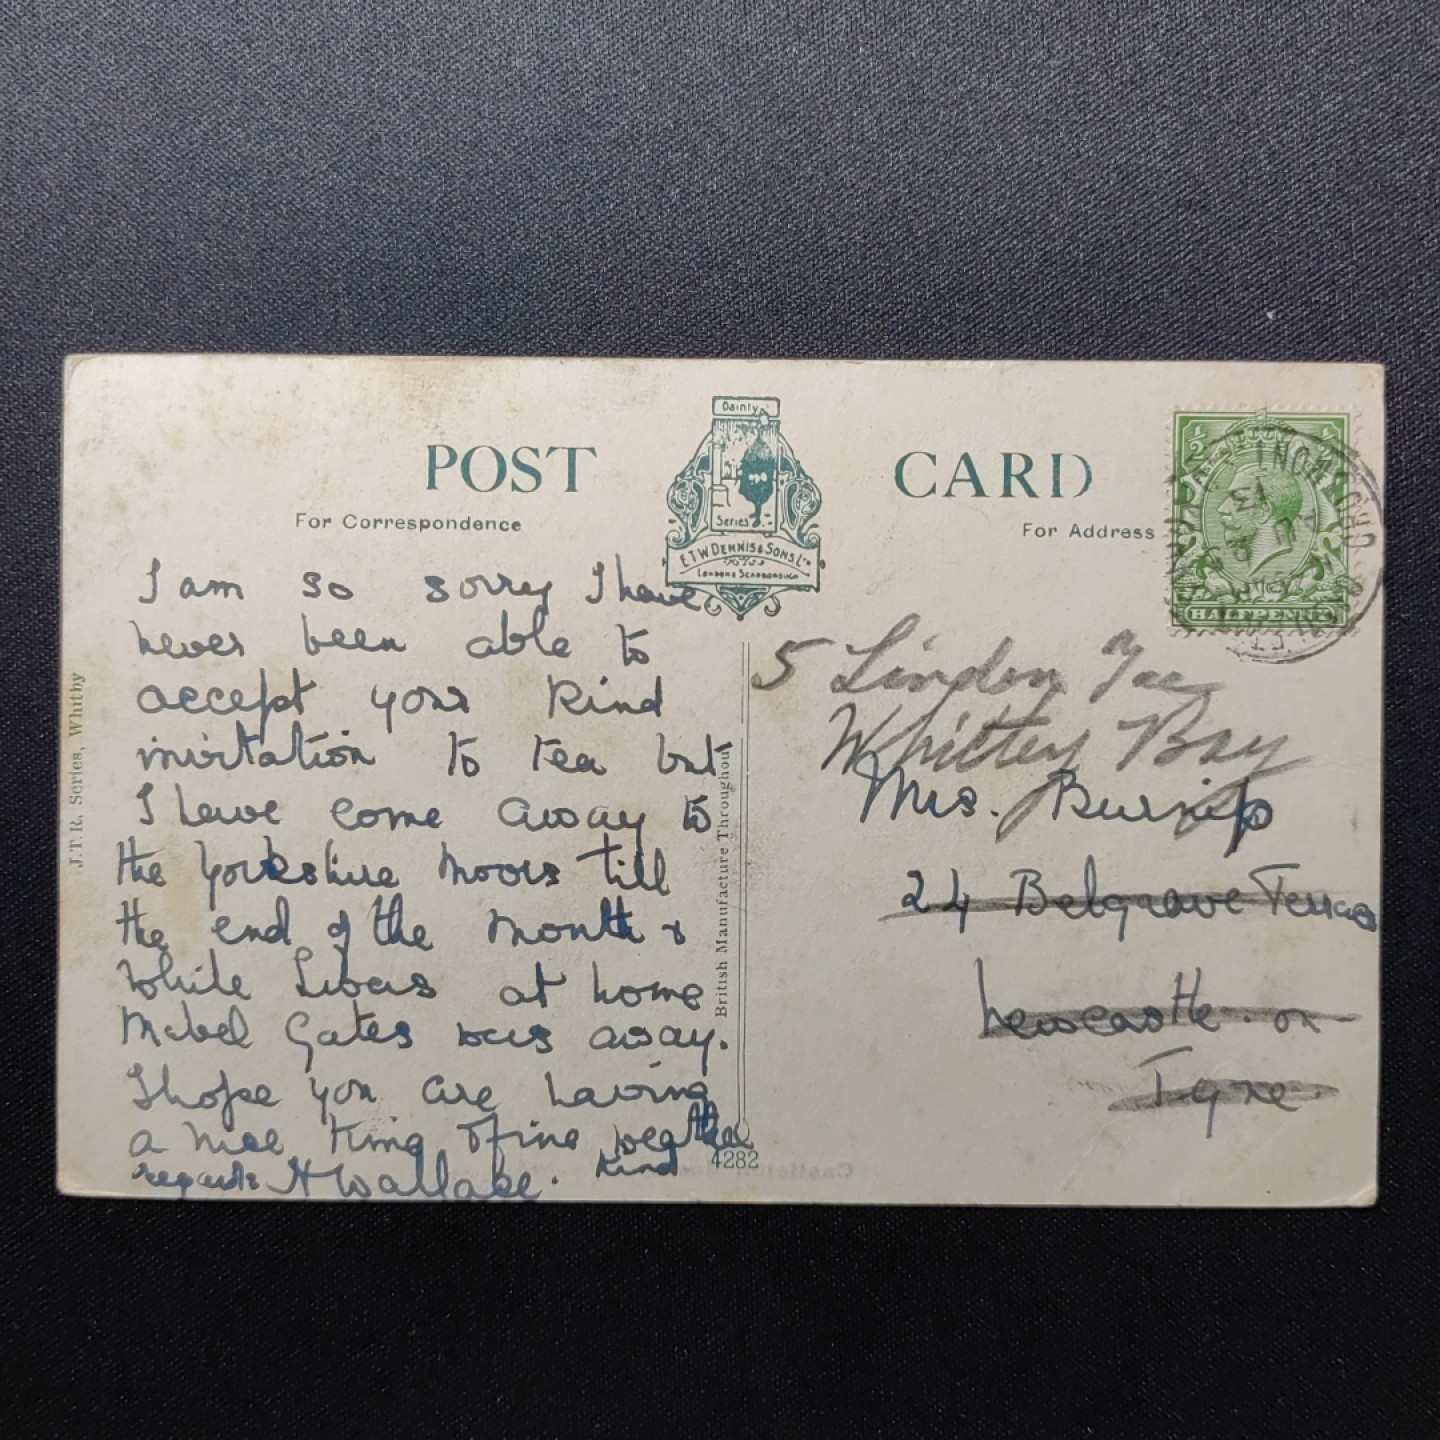 POST CARD
For Correspondence
For Address
Dainty
Series
E.T.W. DENNIS & SONS Ltd
LONDON & SCARBOROUGH
HALFPENNY
J.T.R. Series, Whitby
British Manufacture Throughout
4282
I am so sorry I have
never been able to
accept your kind
invitation to tea but
I have come away to
the Yorkshire Moors till
the end of the month &
while I was at home
Mabel Gates was away.
I hope you are having
a nice time & fine weather
kind
regards H Wallace.
5 Linden Tce
Whitley Bay
Mrs. Burnip
24 Belgrave Terrace
Newcastle-on-
Tyne